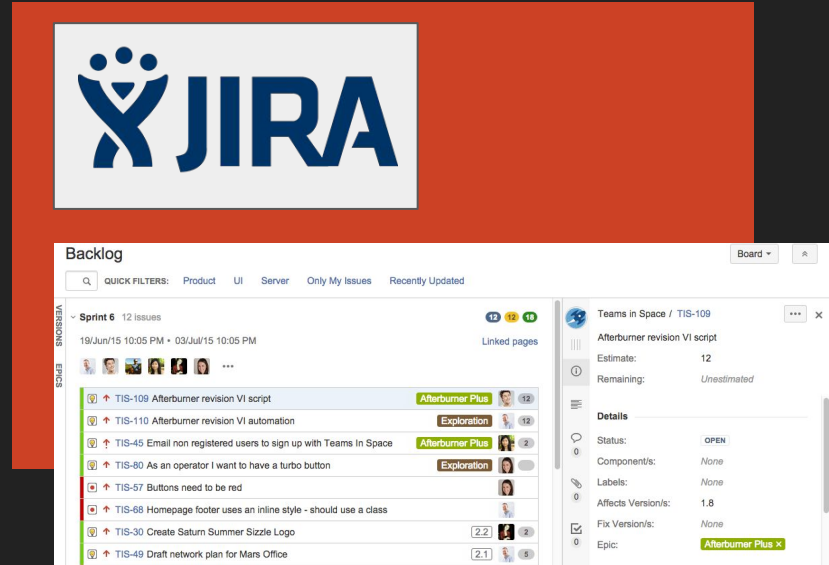 JIRA
Backlog
Board
QUICK FILTERS: Product UI Server Only My Issues Recently Updated
VERSIONS
EPICS
Sprint 6 12 issues 12 12 18
19/Jun/15 10:05 PM • 03/Jul/15 10:05 PM Linked pages
TIS-109 Afterburner revision VI script Afterburner Plus 12
TIS-110 Afterburner revision VI automation Exploration 12
TIS-45 Email non registered users to sign up with Teams In Space Afterburner Plus 2
TIS-80 As an operator I want to have a turbo button Exploration
TIS-57 Buttons need to be red
TIS-68 Homepage footer uses an inline style - should use a class
TIS-30 Create Saturn Summer Sizzle Logo 2.2 2
TIS-49 Draft network plan for Mars Office 2.1 5
Teams in Space / TIS-109
Afterburner revision VI script
Estimate: 12
Remaining: Unestimated
Details
Status: OPEN
0
Component/s: None
Labels: None
0
Affects Version/s: 1.8
Fix Version/s: None
0
Epic: Afterburner Plus ×